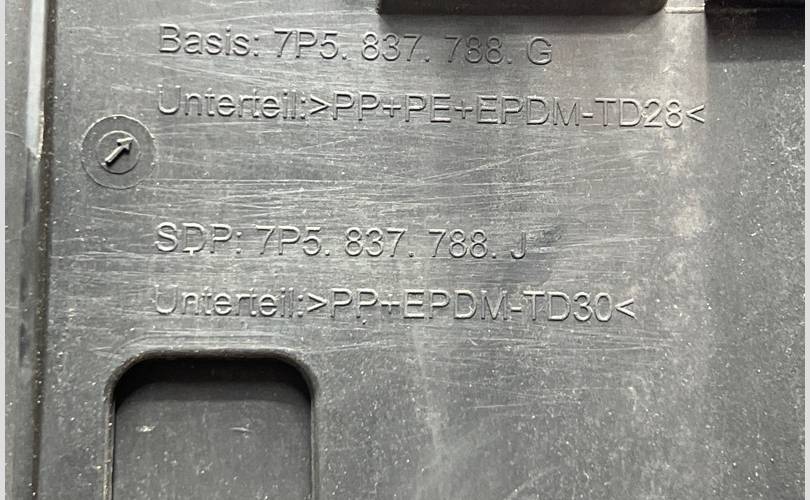 Basis: 7P5. 837. 788. G
Unterteil:>PP+PE+EPDM-TD28<
SDP: 7P5. 837. 788. J
Unterteil:>PP+EPDM-TD30<